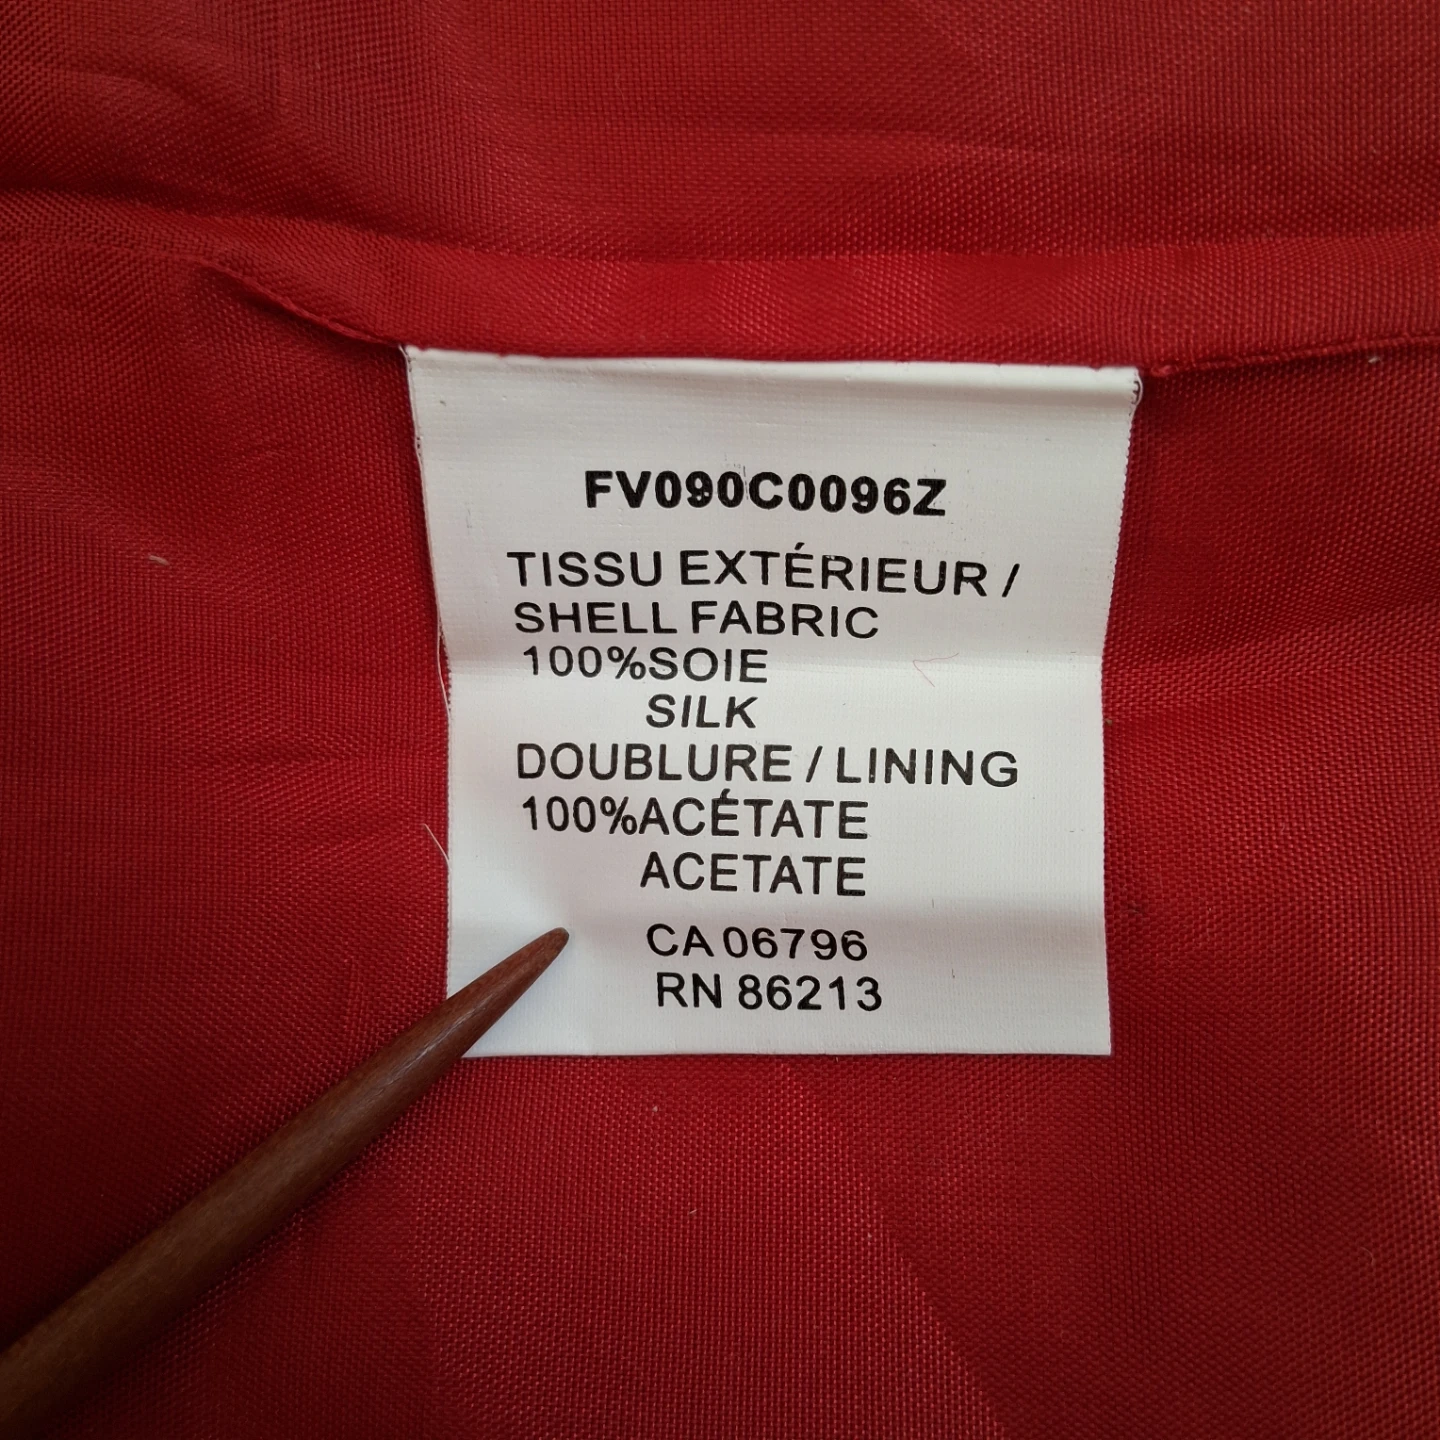 FV090C0096Z
TISSU EXTÉRIEUR /
SHELL FABRIC
100%SOIE
SILK
DOUBLURE / LINING
100%ACÉTATE
ACETATE
CA 06796
RN 86213